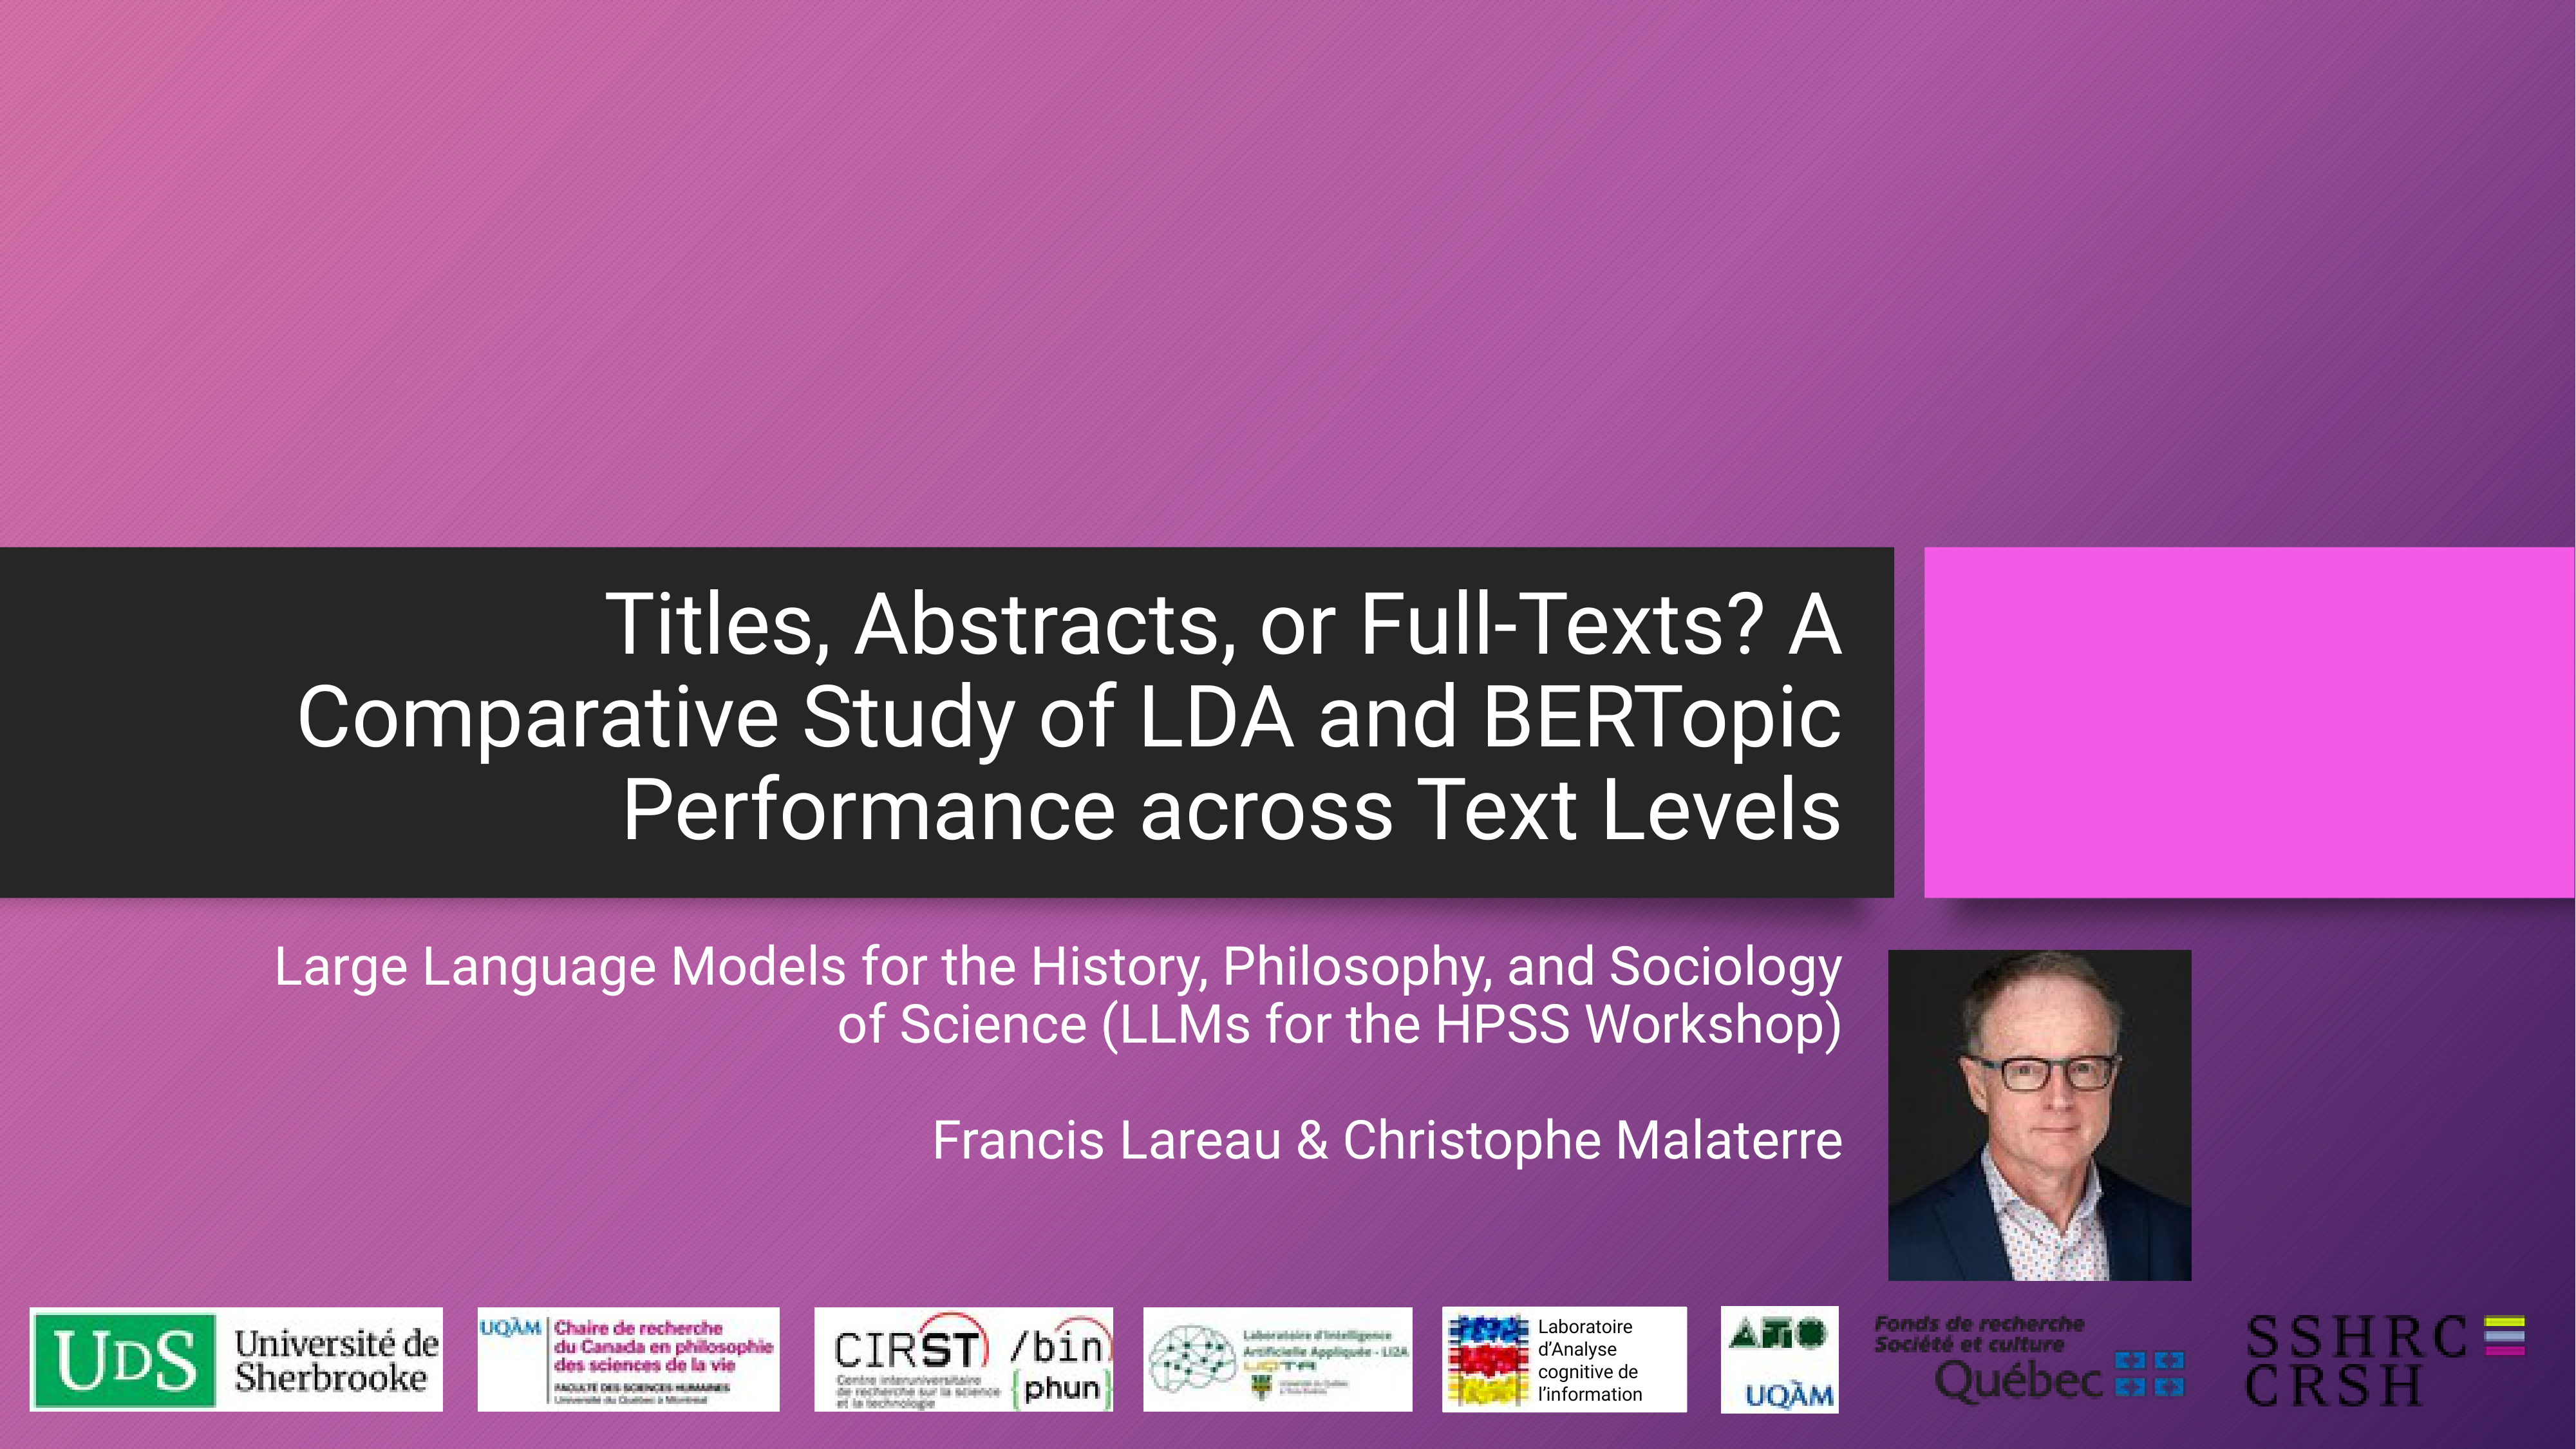 Titles, Abstracts, or Full-Texts? A
Comparative Study of LDA and BERTopic
Performance across Text Levels
Large Language Models for the History, Philosophy, and Sociology
of Science (LLMs for the HPSS Workshop)
Francis Lareau & Christophe Malaterre
UDS
Université de
Sherbrooke
UQÀM
Chaire de recherche
du Canada en philosophie
des sciences de la vie
FACULTÉ DES SCIENCES HUMAINES
Université du Québec à Montréal
CIRST
Centre interuniversitaire
de recherche sur la science
et la technologie
/bin
{phun}
Laboratoire d'Intelligence
Artificielle Appliquée - LI2A
Laboratoire
d'Analyse
cognitive de
l'information
UQÀM
Fonds de recherche
Société et culture
Québec
SSHRC
CRSH